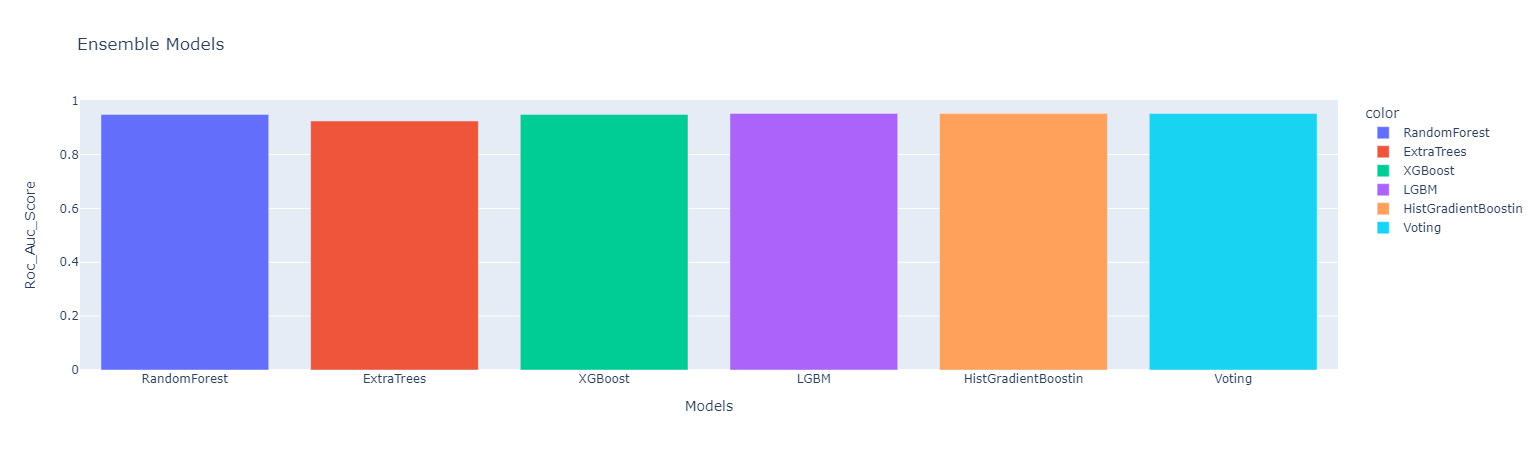 Ensemble Models
Roc_Auc_Score
1
0.8
0.6
0.4
0.2
0
RandomForest
ExtraTrees
XGBoost
LGBM
HistGradientBoostin
Voting
Models
color
RandomForest
ExtraTrees
XGBoost
LGBM
HistGradientBoostin
Voting